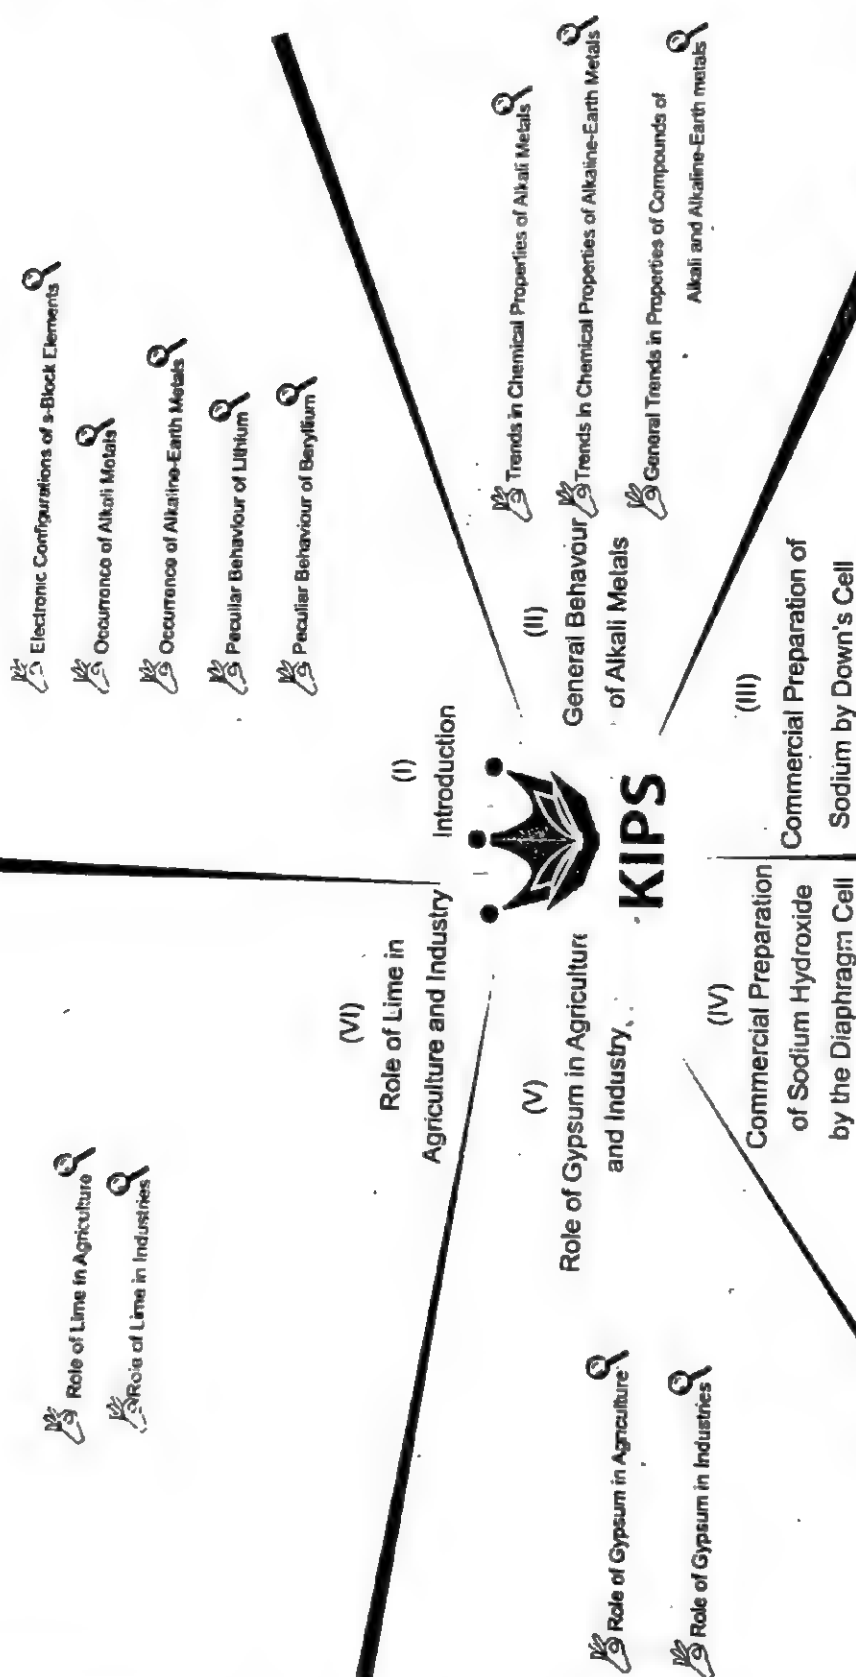 (I)
Introduction
Electronic Configurations of s-Block Elements
Occurrence of Alkali Metals
Occurrence of Alkaline-Earth Metals
Peculiar Behaviour of Lithium
Peculiar Behaviour of Beryllium
(II)
General Behavour
of Alkali Metals
Trends in Chemical Properties of Alkali Metals
Trends in Chemical Properties of Alkaline-Earth Metals
General Trends in Properties of Compounds of
Alkali and Alkaline-Earth metals
(III)
Commercial Preparation of
Sodium by Down's Cell
(IV)
Commercial Preparation
of Sodium Hydroxide
by the Diaphragm Cell
(V)
Role of Gypsum in Agriculture
and Industry
Role of Gypsum in Agriculture
Role of Gypsum in Industries
(VI)
Role of Lime in
Agriculture and Industry
Role of Lime in Agriculture
Role of Lime in Industries
KIPS